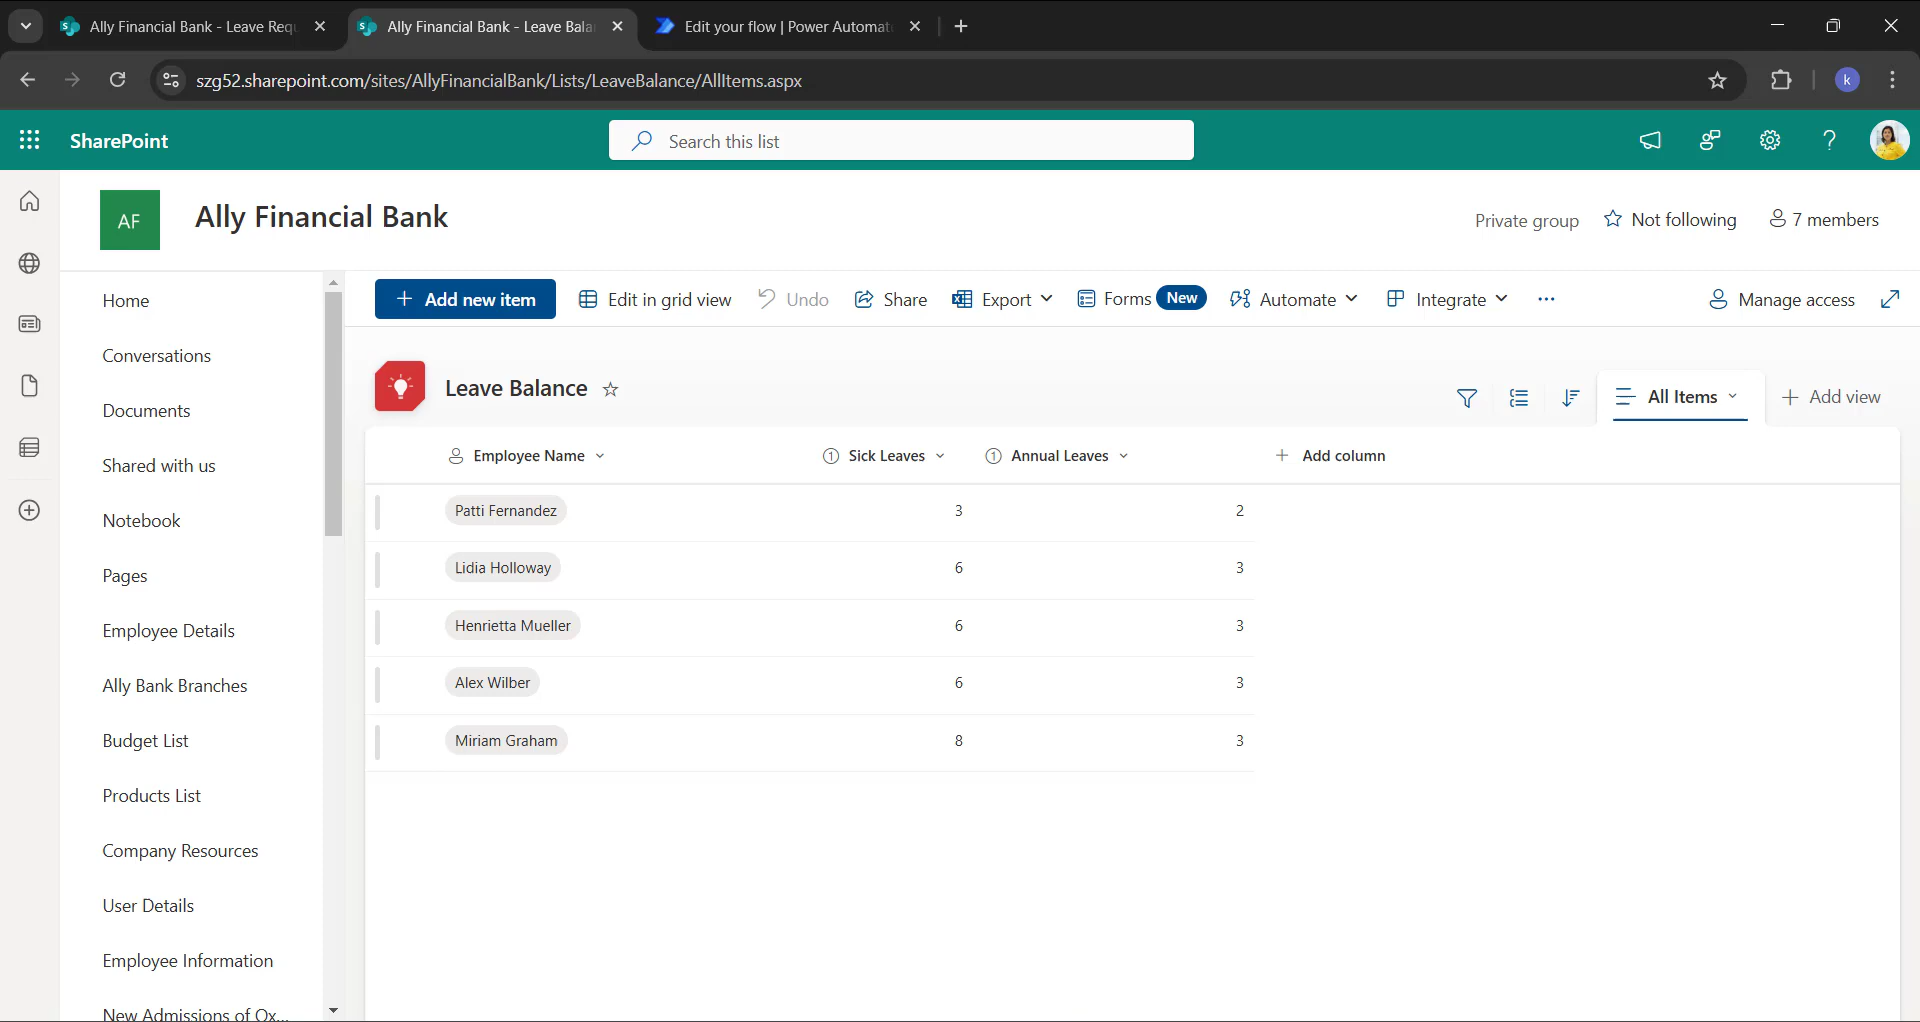 Ally Financial Bank - Leave Requ
Ally Financial Bank - Leave Bala
Edit your flow | Power Automat
szg52.sharepoint.com/sites/AllyFinancialBank/Lists/LeaveBalance/AllItems.aspx
k
SharePoint
Search this list
AF
Ally Financial Bank
Private group
Not following
7 members
Home
Conversations
Documents
Shared with us
Notebook
Pages
Employee Details
Ally Bank Branches
Budget List
Products List
Company Resources
User Details
Employee Information
New Admissions of Ox...
+ Add new item
Edit in grid view
Undo
Share
Export
Forms New
Automate
Integrate
...
Manage access
Leave Balance
All Items
+ Add view
Employee Name Sick Leaves Annual Leaves + Add column
Patti Fernandez 3 2
Lidia Holloway 6 3
Henrietta Mueller 6 3
Alex Wilber 6 3
Miriam Graham 8 3